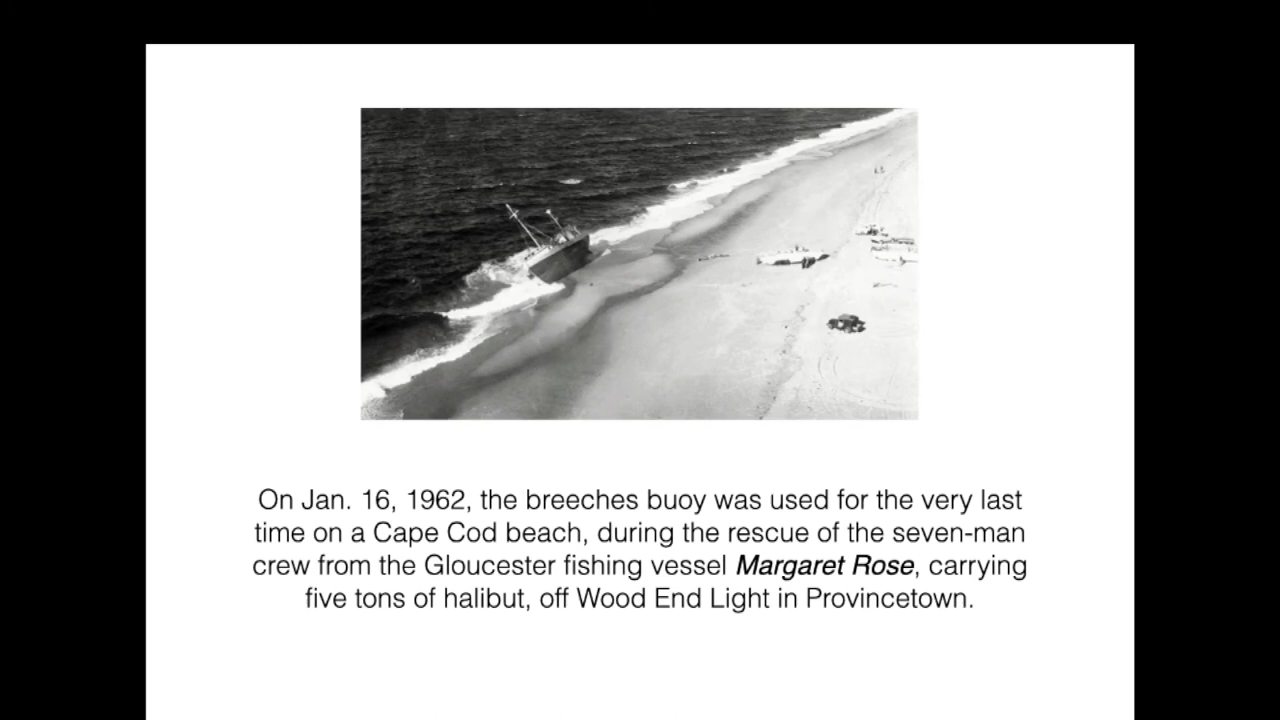 On Jan. 16, 1962, the breeches buoy was used for the very last
time on a Cape Cod beach, during the rescue of the seven-man
crew from the Gloucester fishing vessel Margaret Rose, carrying
five tons of halibut, off Wood End Light in Provincetown.